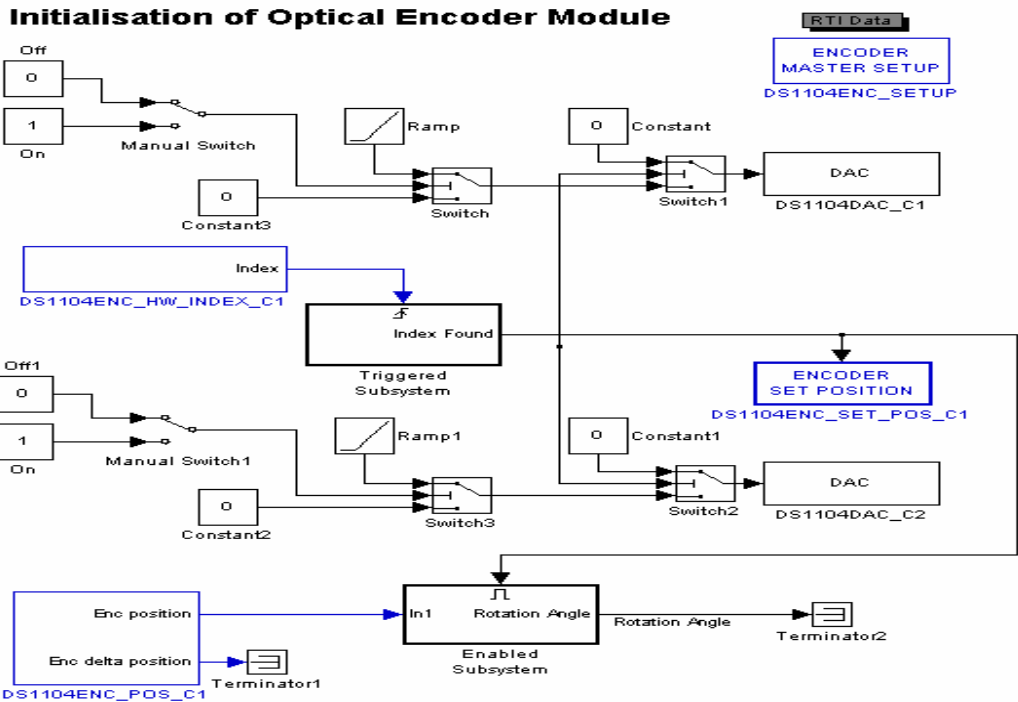 Initialisation of Optical Encoder Module
RTI Data
Off
0
1
On
Manual Switch
Ramp
0
Constant
ENCODER
MASTER SETUP
DS1104ENC_SETUP
0
Constant3
Switch
Switch1
DAC
DS1104DAC_C1
Index
DS1104ENC_HW_INDEX_C1
Index Found
Triggered
Subsystem
ENCODER
SET POSITION
DS1104ENC_SET_POS_C1
Off1
0
1
On
Manual Switch1
Ramp1
0
Constant1
0
Constant2
Switch3
Switch2
DAC
DS1104DAC_C2
Enc position
Enc delta position
DS1104ENC_POS_C1
Terminator1
In1
Rotation Angle
Enabled
Subsystem
Rotation Angle
Terminator2